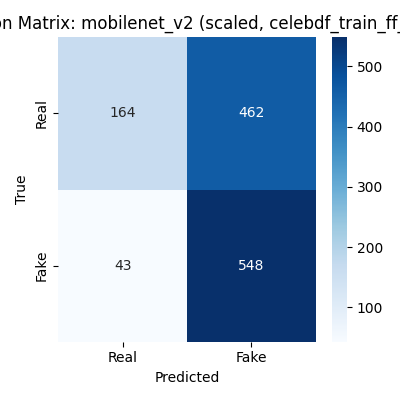 on Matrix: mobilenet_v2 (scaled, celebdf_train_ff_
Real
164
462
True
Fake
43
548
Real
Fake
Predicted
500
400
300
200
100